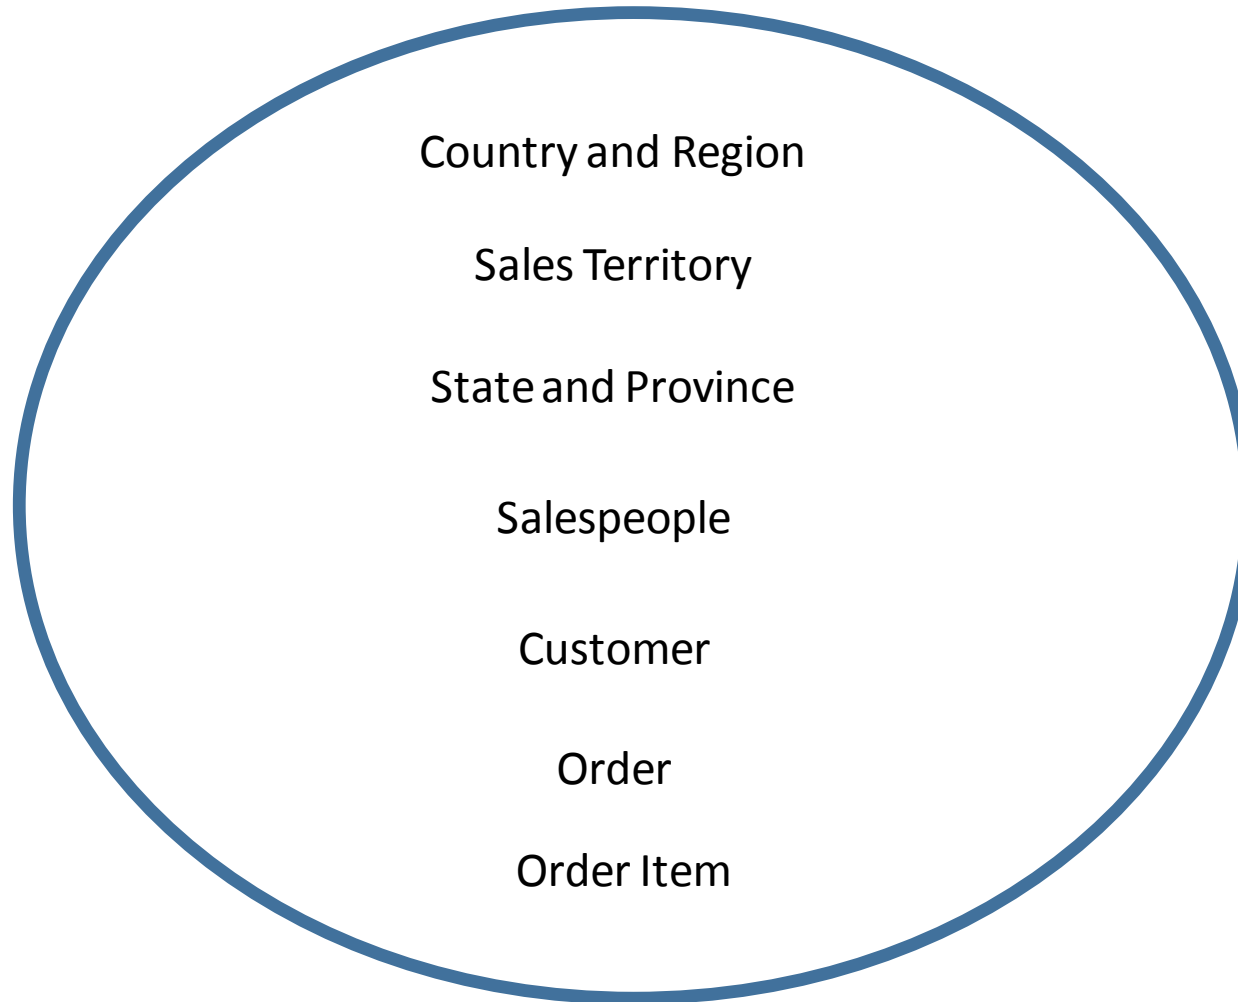 Country and Region
Sales Territory
State and Province
Salespeople
Customer
Order
Order Item